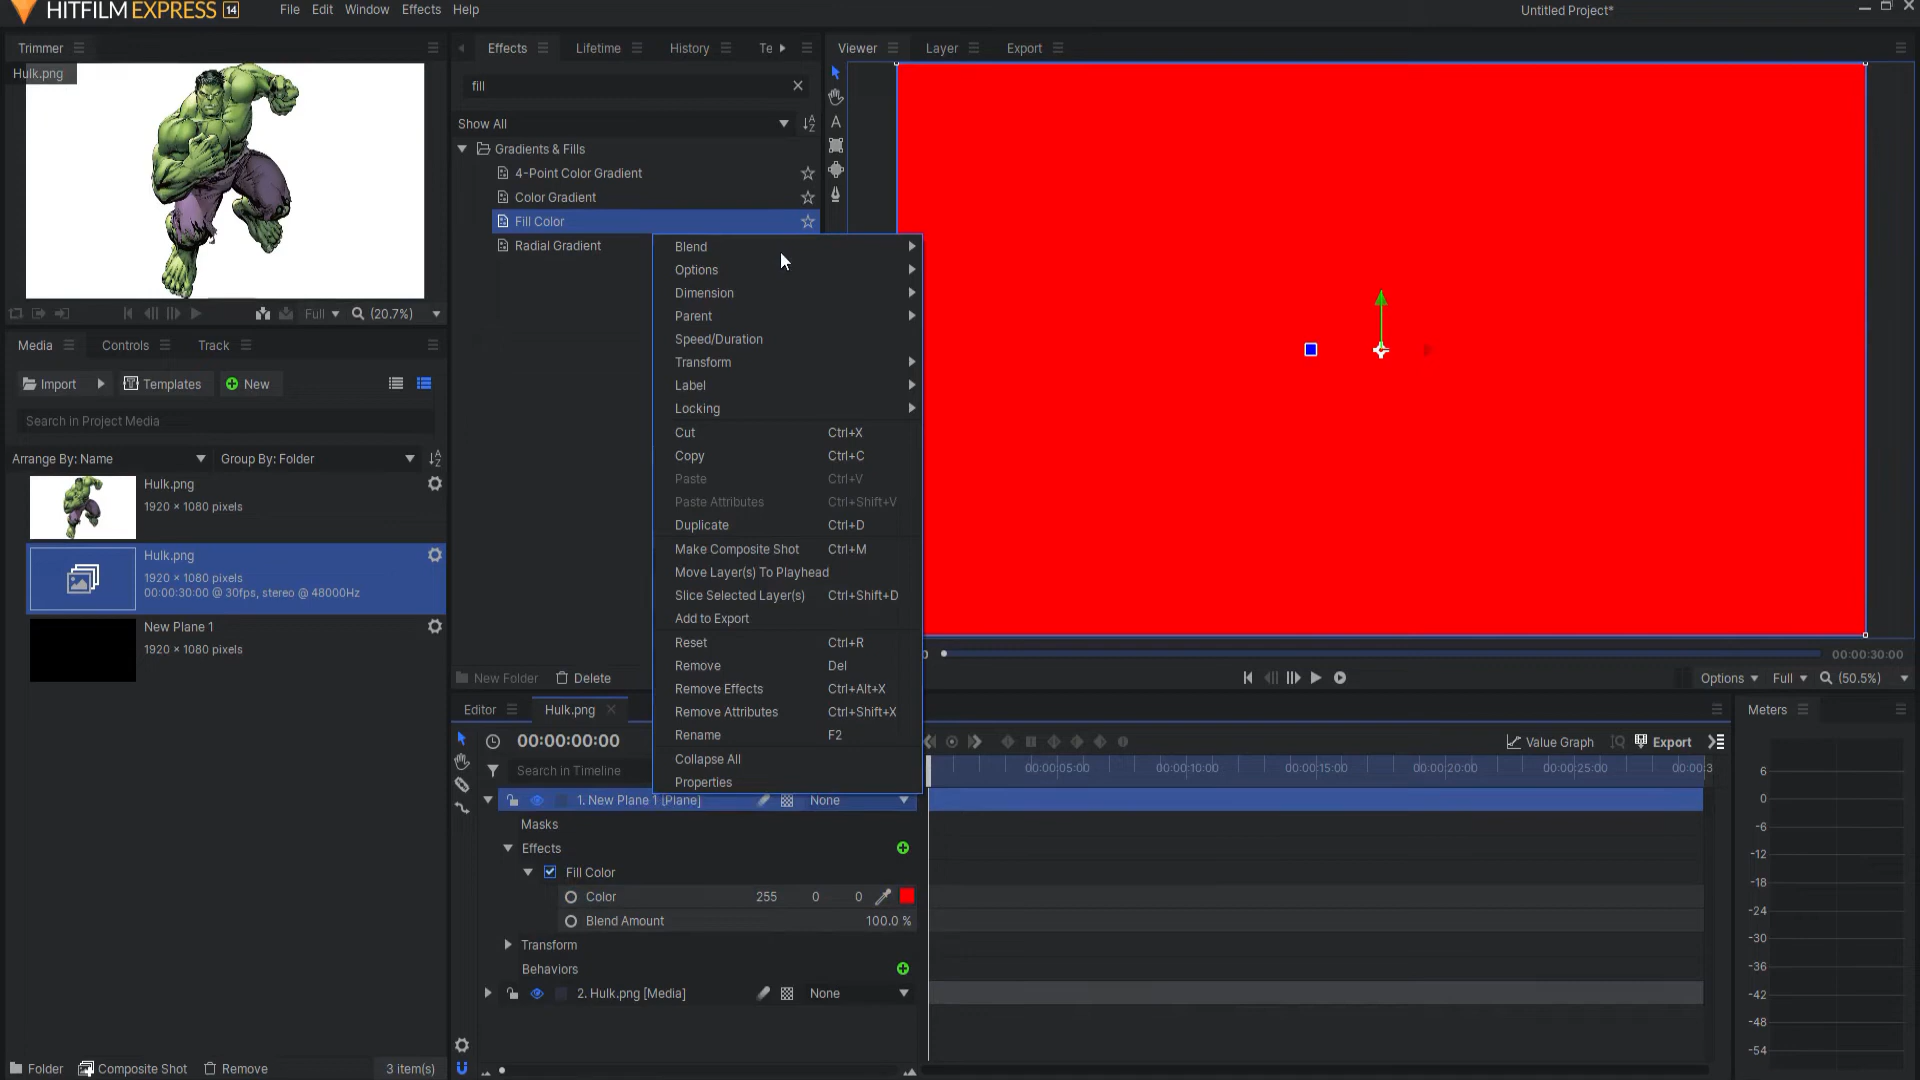 HITFILM EXPRESS 14
File Edit Window Effects Help
Untitled Project*
Trimmer
Hulk.png
Full (20.7%)
Effects Lifetime History Te
fill
Show All
Gradients & Fills
4-Point Color Gradient
Color Gradient
Fill Color
Radial Gradient
New Folder Delete
Viewer Layer Export
A
00:00:30:00
Options Full (50.5%)
Blend
Options
Dimension
Parent
Speed/Duration
Transform
Label
Locking
Cut Ctrl+X
Copy Ctrl+C
Paste Ctrl+V
Paste Attributes Ctrl+Shift+V
Duplicate Ctrl+D
Make Composite Shot Ctrl+M
Move Layer(s) To Playhead
Slice Selected Layer(s) Ctrl+Shift+D
Add to Export
Reset Ctrl+R
Remove Del
Remove Effects Ctrl+Alt+X
Remove Attributes Ctrl+Shift+X
Rename F2
Collapse All
Properties
Media Controls Track
Import Templates New
Search in Project Media
Arrange By: Name Group By: Folder
Hulk.png
1920 × 1080 pixels
Hulk.png
1920 × 1080 pixels
00:00:30:00 @ 30fps, stereo @ 48000Hz
New Plane 1
1920 × 1080 pixels
Folder Composite Shot Remove 3 item(s)
Editor Hulk.png
00:00:00:00
Search in Timeline
Value Graph Export
00:00:05:00 00:00:10:00 00:00:15:00 00:00:20:00 00:00:25:00 00:00:3
1. New Plane 1 [Plane] None
Masks
Effects
Fill Color
Color 255 0 0
Blend Amount 100.0 %
Transform
Behaviors
2. Hulk.png [Media] None
Meters
6
0
-6
-12
-18
-24
-30
-36
-42
-48
-54